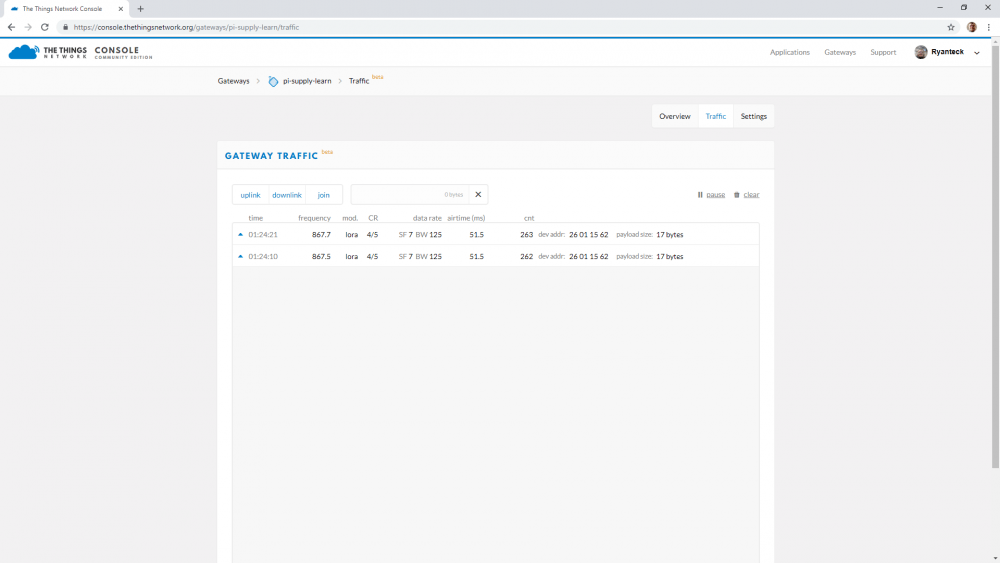 The Things Network Console
https://console.thethingsnetwork.org/gateways/pi-supply-learn/traffic
THE THINGS NETWORK CONSOLE COMMUNITY EDITION
Applications Gateways Support Ryanteck
Gateways pi-supply-learn Traffic beta
Overview Traffic Settings
GATEWAY TRAFFIC beta
uplink downlink join 0 bytes pause clear
time frequency mod. CR data rate airtime (ms) cnt
01:24:21 867.7 lora 4/5 SF 7 BW 125 51.5 263 dev addr: 26 01 15 62 payload size: 17 bytes
01:24:10 867.5 lora 4/5 SF 7 BW 125 51.5 262 dev addr: 26 01 15 62 payload size: 17 bytes